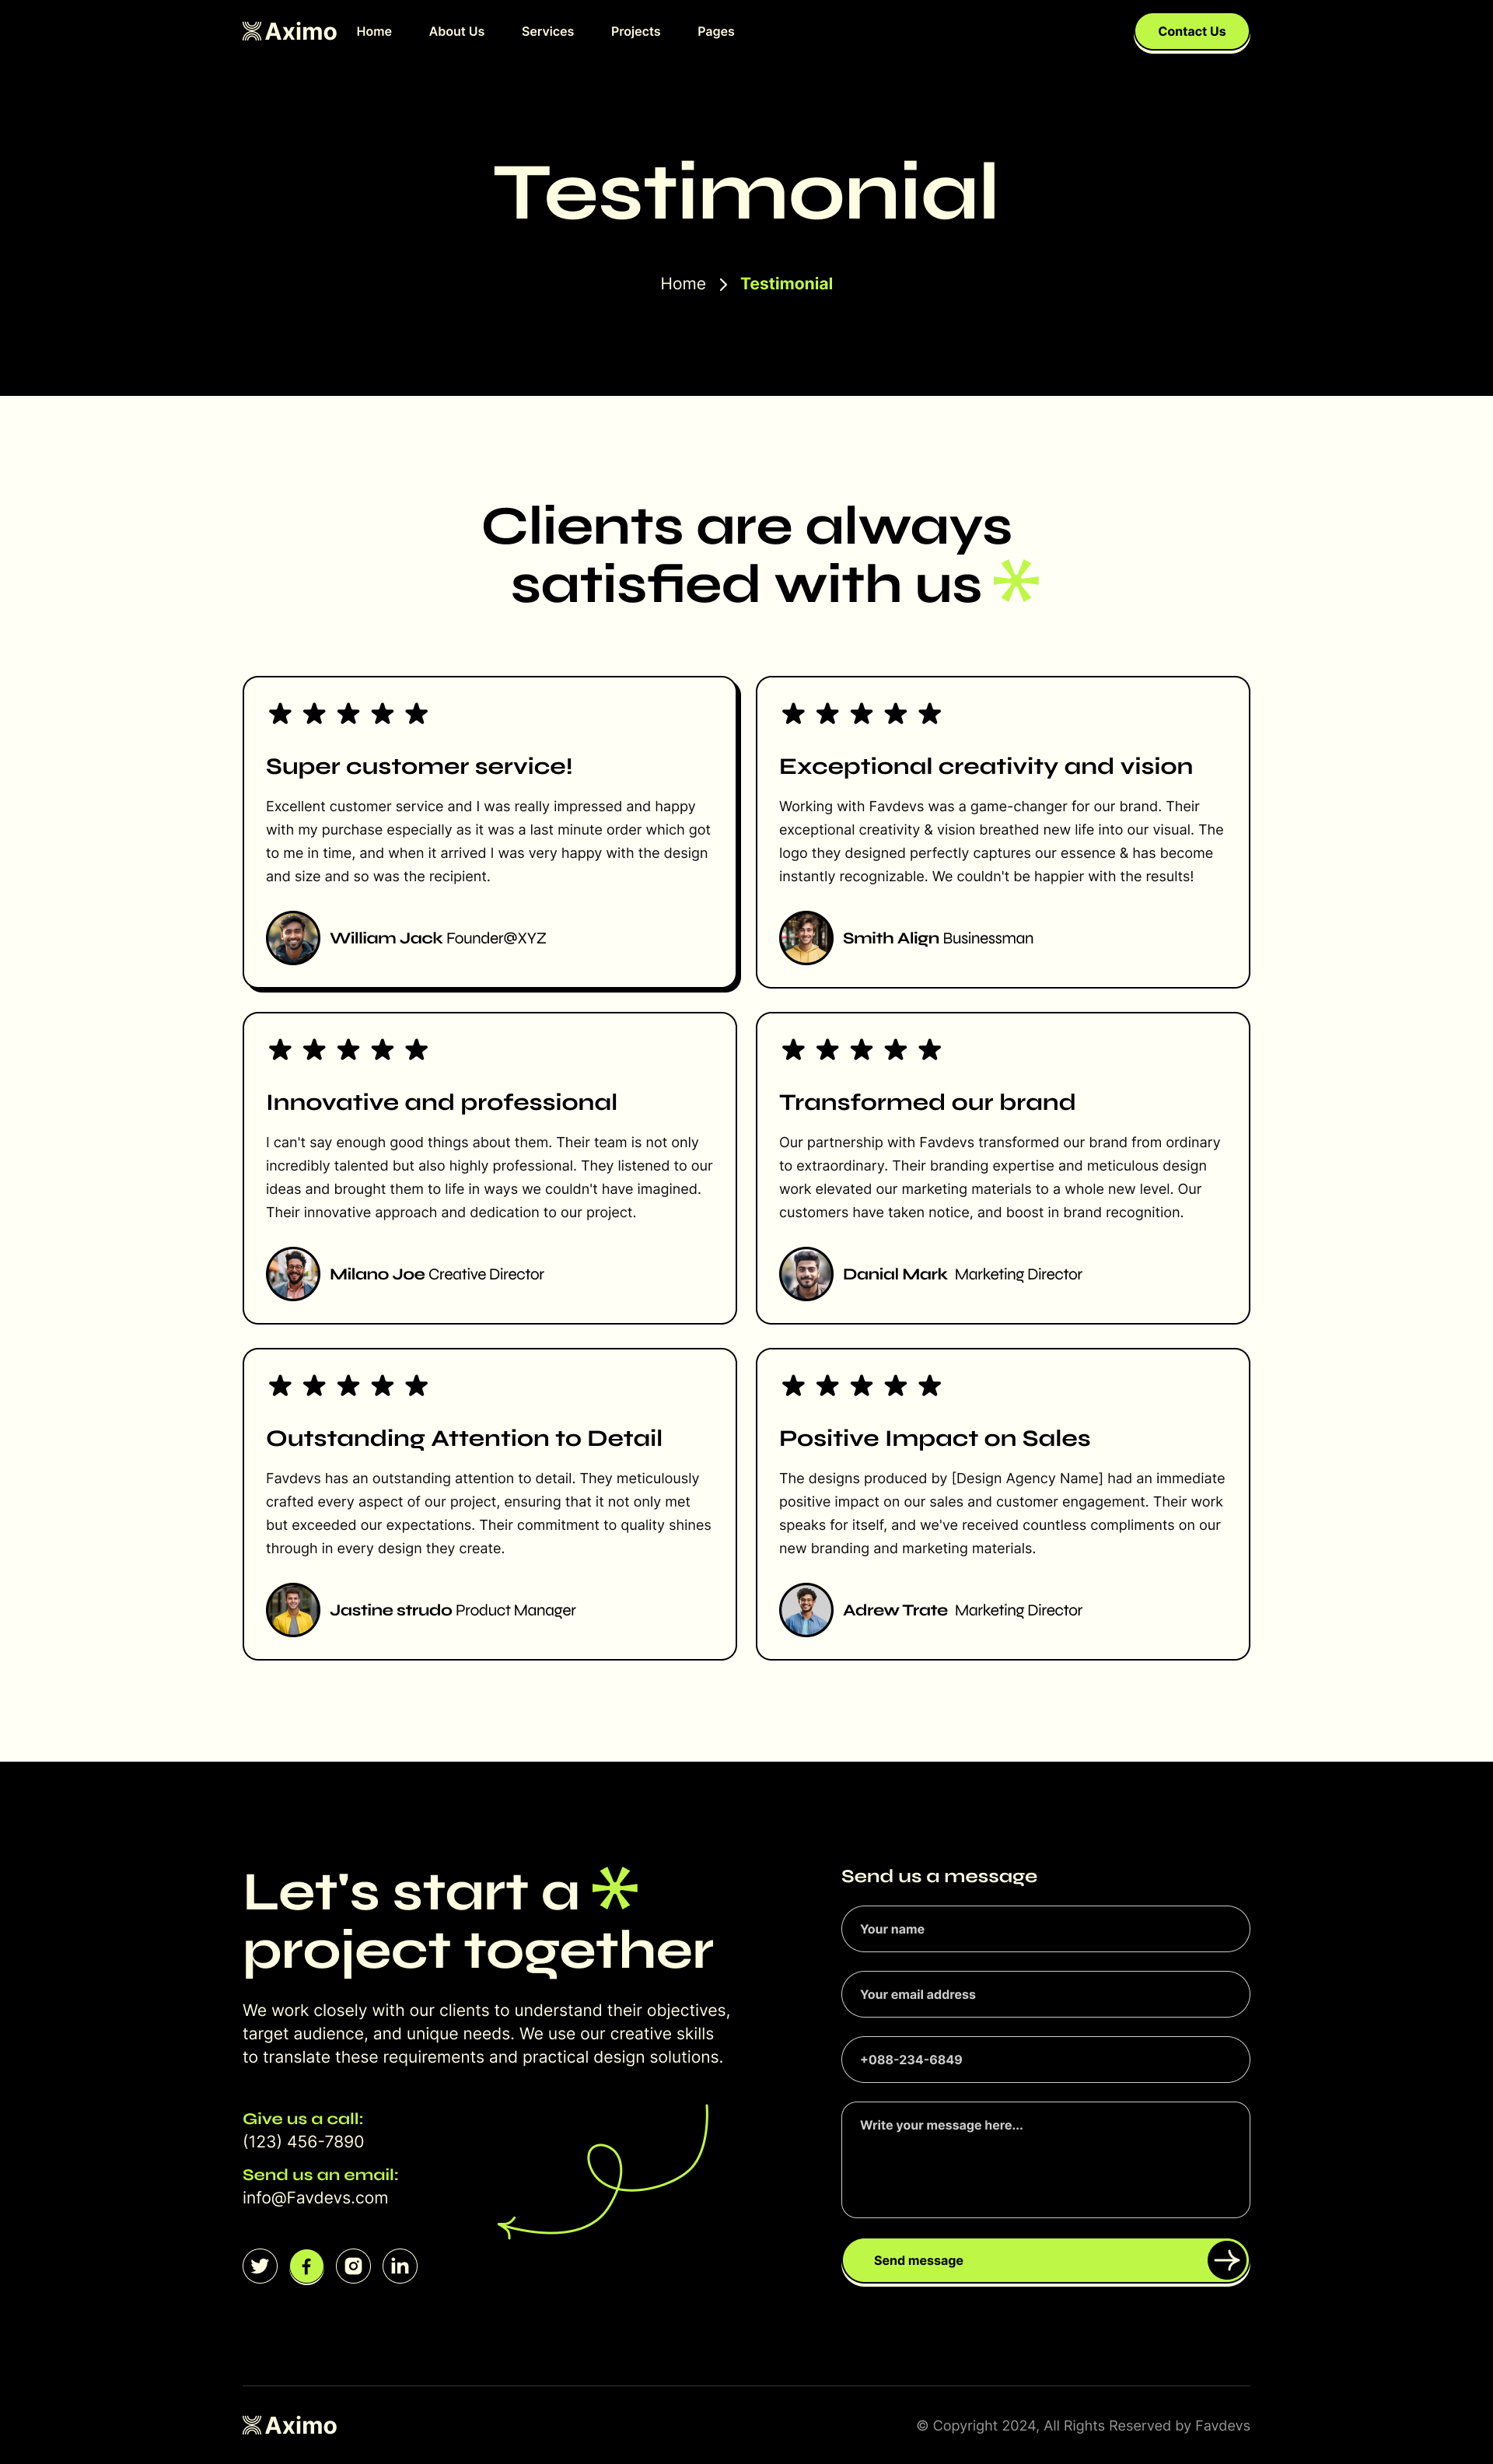 Aximo
Home
About Us
Services
Projects
Pages
Contact Us
Testimonial
Home
Testimonial
Clients are always
satisfied with us
Super customer service!
Excellent customer service and I was really impressed and happy
with my purchase especially as it was a last minute order which got
to me in time, and when it arrived I was very happy with the design
and size and so was the recipient.
William Jack Founder@XYZ
Exceptional creativity and vision
Working with Favdevs was a game-changer for our brand. Their
exceptional creativity & vision breathed new life into our visual. The
logo they designed perfectly captures our essence & has become
instantly recognizable. We couldn't be happier with the results!
Smith Align Businessman
Innovative and professional
I can't say enough good things about them. Their team is not only
incredibly talented but also highly professional. They listened to our
ideas and brought them to life in ways we couldn't have imagined.
Their innovative approach and dedication to our project.
Milano Joe Creative Director
Transformed our brand
Our partnership with Favdevs transformed our brand from ordinary
to extraordinary. Their branding expertise and meticulous design
work elevated our marketing materials to a whole new level. Our
customers have taken notice, and boost in brand recognition.
Danial Mark Marketing Director
Outstanding Attention to Detail
Favdevs has an outstanding attention to detail. They meticulously
crafted every aspect of our project, ensuring that it not only met
but exceeded our expectations. Their commitment to quality shines
through in every design they create.
Jastine strudo Product Manager
Positive Impact on Sales
The designs produced by [Design Agency Name] had an immediate
positive impact on our sales and customer engagement. Their work
speaks for itself, and we've received countless compliments on our
new branding and marketing materials.
Adrew Trate Marketing Director
Let's start a
project together
We work closely with our clients to understand their objectives,
target audience, and unique needs. We use our creative skills
to translate these requirements and practical design solutions.
Give us a call:
(123) 456-7890
Send us an email:
info@Favdevs.com
Send us a message
Your name
Your email address
+088-234-6849
Write your message here...
Send message
Aximo
© Copyright 2024, All Rights Reserved by Favdevs